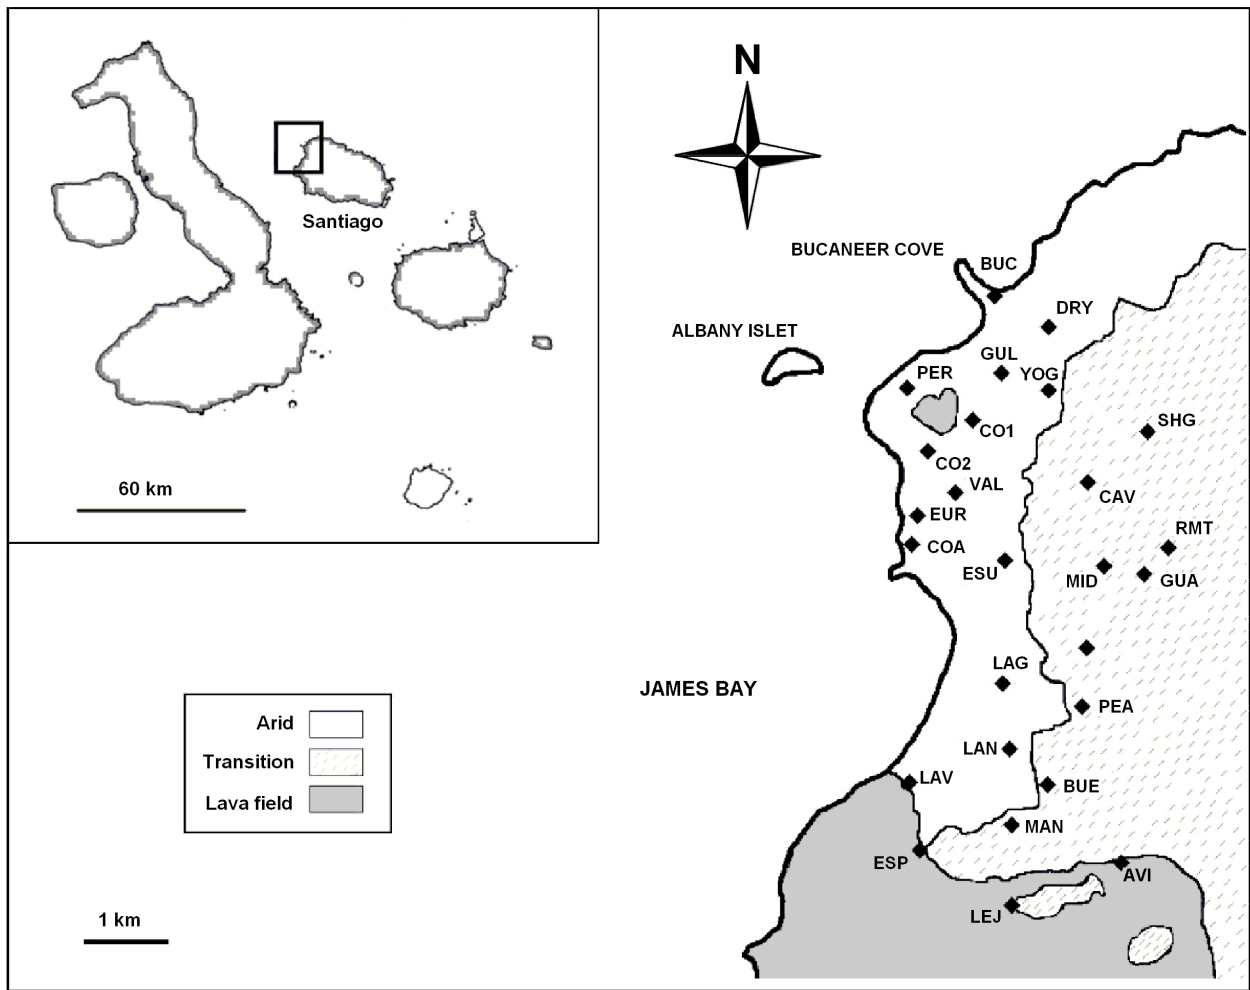 N
BUCANEER COVE
BUC
Santiago
DRY
ALBANY ISLET
GUL
PER
YOG
SHG
CO1
CO2
VAL
CAV
60 km
EUR
RMT
COA
ESU
MID
GUA
LAG
JAMES BAY
PEA
Arid
LAN
Transition
LAV
BUE
Lava field
MAN
ESP
AVI
LEJ
1 km